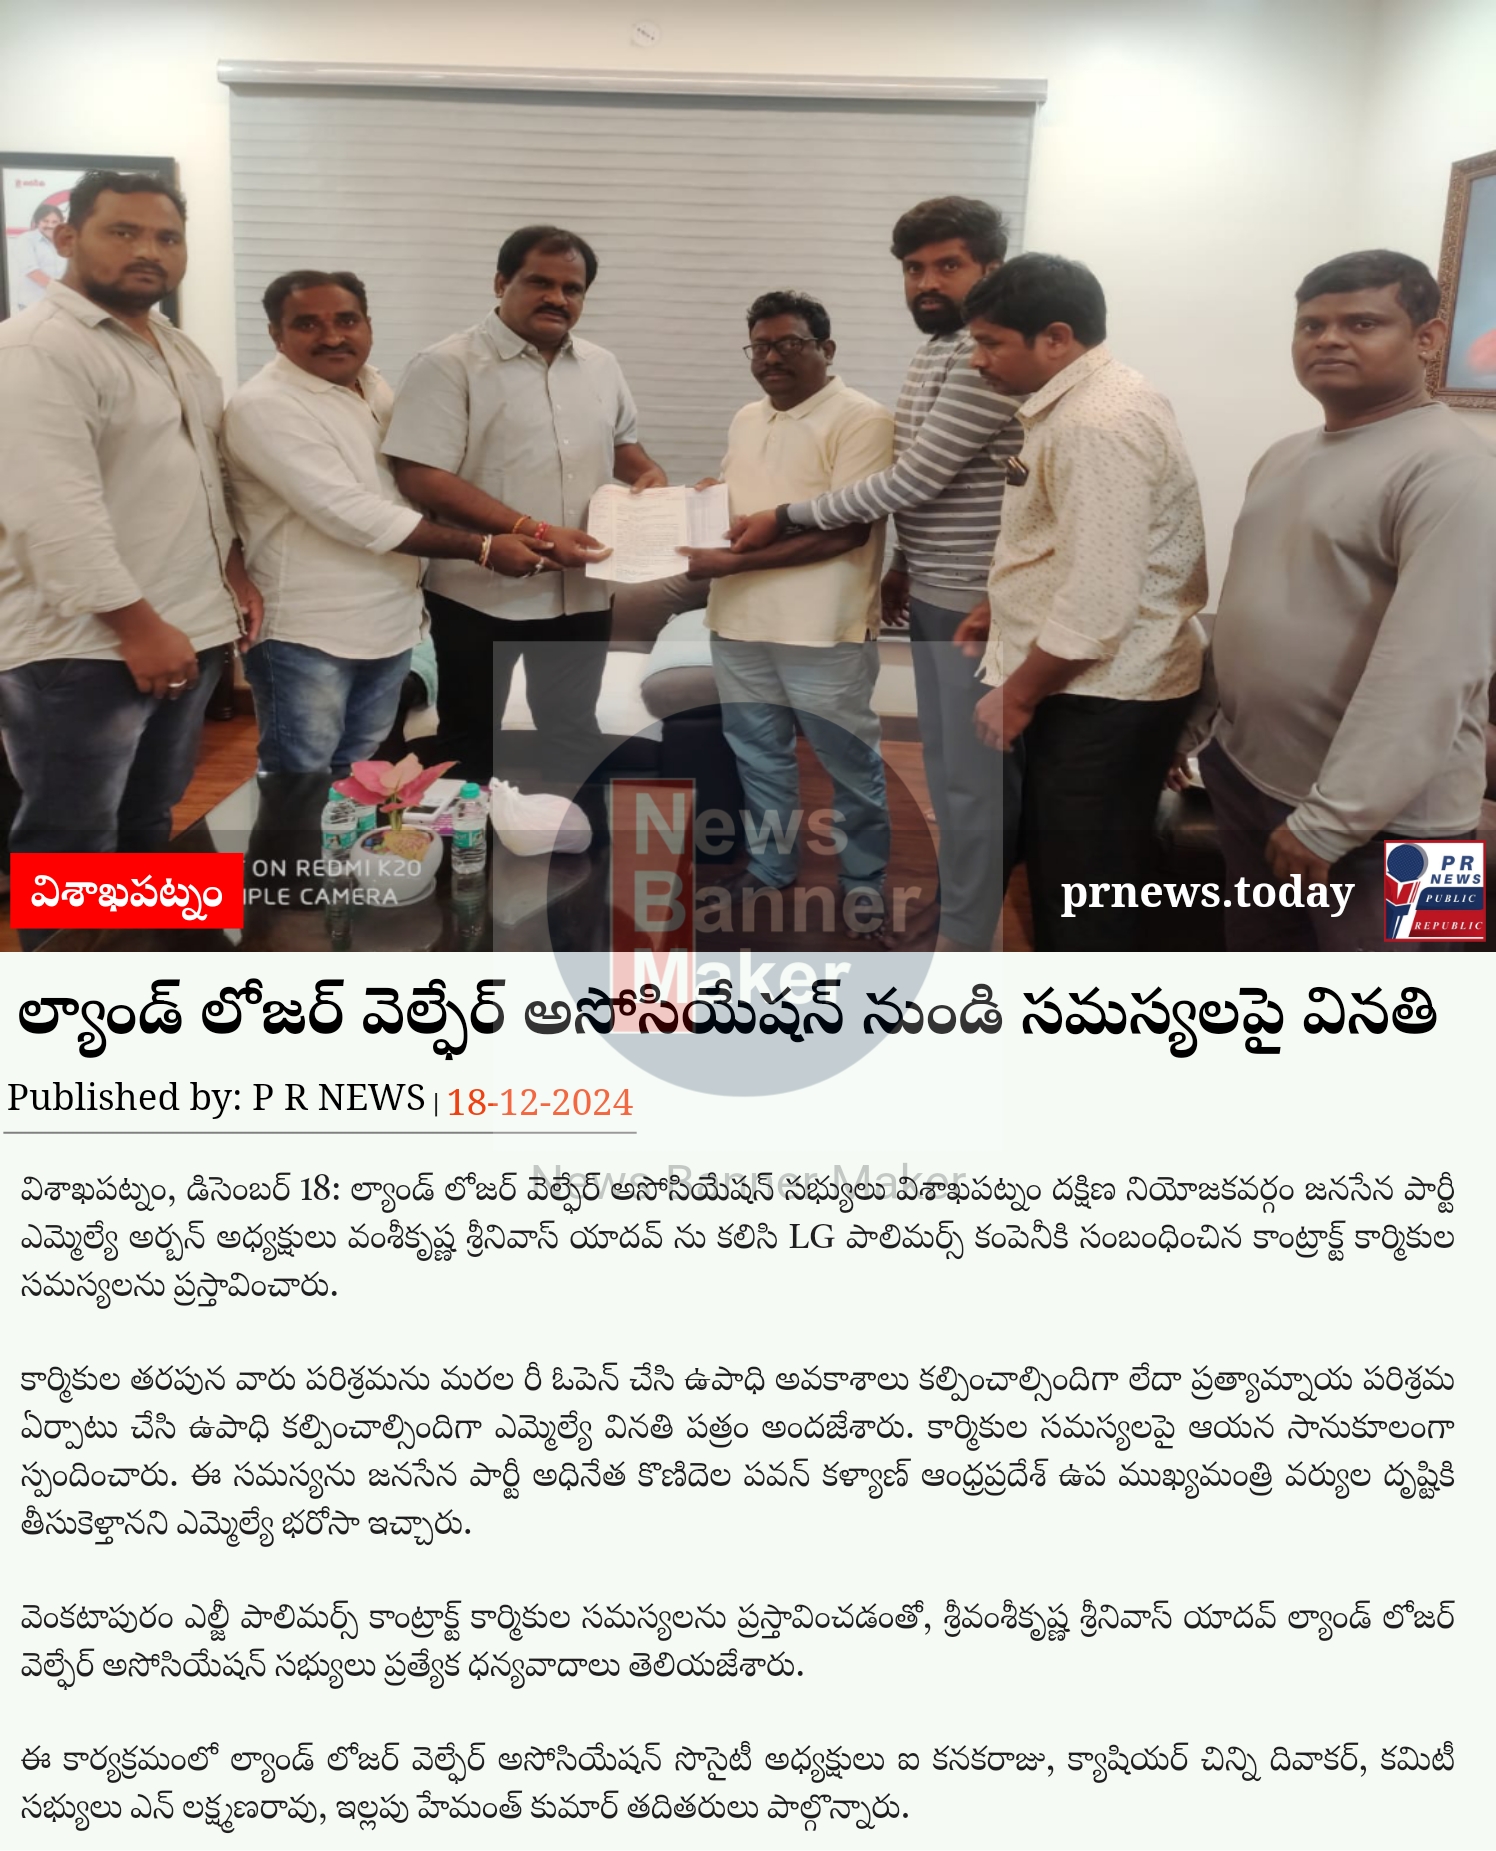 జై జనసేన
ON REDMI K20
IPLE CAMERA
విశాఖపట్నం
prnews.today
PR
NEWS
PUBLIC
REPUBLIC
News
Banner
Maker
ల్యాండ్ లోజర్ వెల్ఫేర్ అసోసియేషన్ నుండి సమస్యలపై వినతి
Published by: P R NEWS | 18-12-2024
News Banner Maker
విశాఖపట్నం, డిసెంబర్ 18: ల్యాండ్ లోజర్ వెల్ఫేర్ అసోసియేషన్ సభ్యులు విశాఖపట్నం దక్షిణ నియోజకవర్గం జనసేన పార్టీ
ఎమ్మెల్యే అర్బన్ అధ్యక్షులు వంశీకృష్ణ శ్రీనివాస్ యాదవ్ ను కలిసి LG పాలిమర్స్ కంపెనీకి సంబంధించిన కాంట్రాక్ట్ కార్మికుల
సమస్యలను ప్రస్తావించారు.
కార్మికుల తరపున వారు పరిశ్రమను మరల రీ ఓపెన్ చేసి ఉపాధి అవకాశాలు కల్పించాల్సిందిగా లేదా ప్రత్యామ్నాయ పరిశ్రమ
ఏర్పాటు చేసి ఉపాధి కల్పించాల్సిందిగా ఎమ్మెల్యే వినతి పత్రం అందజేశారు. కార్మికుల సమస్యలపై ఆయన సానుకూలంగా
స్పందించారు. ఈ సమస్యను జనసేన పార్టీ అధినేత కొణిదెల పవన్ కళ్యాణ్ ఆంధ్రప్రదేశ్ ఉప ముఖ్యమంత్రి వర్యుల దృష్టికి
తీసుకెళ్తానని ఎమ్మెల్యే భరోసా ఇచ్చారు.
వెంకటాపురం ఎల్జీ పాలిమర్స్ కాంట్రాక్ట్ కార్మికుల సమస్యలను ప్రస్తావించడంతో, శ్రీవంశీకృష్ణ శ్రీనివాస్ యాదవ్ ల్యాండ్ లోజర్
వెల్ఫేర్ అసోసియేషన్ సభ్యులు ప్రత్యేక ధన్యవాదాలు తెలియజేశారు.
ఈ కార్యక్రమంలో ల్యాండ్ లోజర్ వెల్ఫేర్ అసోసియేషన్ సొసైటీ అధ్యక్షులు ఐ కనకరాజు, క్యాషియర్ చిన్ని దివాకర్, కమిటీ
సభ్యులు ఎన్ లక్ష్మణరావు, ఇల్లపు హేమంత్ కుమార్ తదితరులు పాల్గొన్నారు.